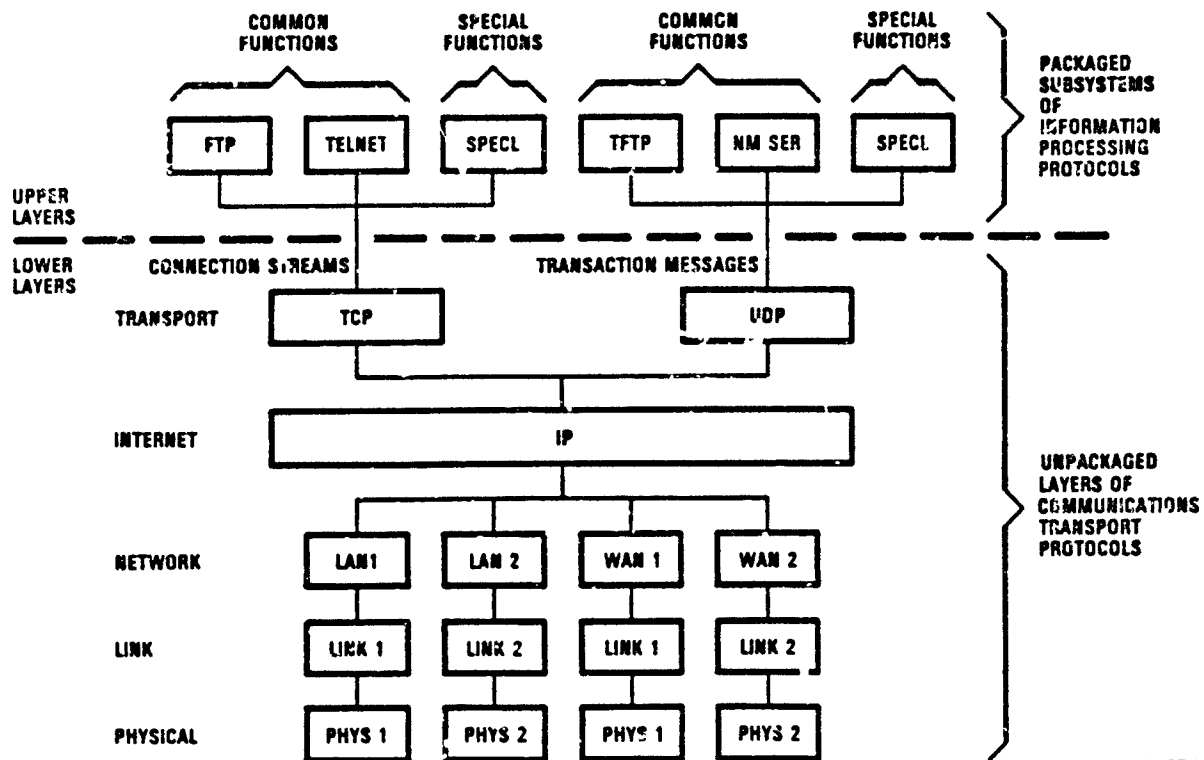 COMMON FUNCTIONS
SPECIAL FUNCTIONS
COMMON FUNCTIONS
SPECIAL FUNCTIONS
PACKAGED
SUBSYSTEMS
OF
INFORMATION
PROCESSING
PROTOCOLS
FTP
TELNET
SPECL
TFTP
NM SER
SPECL
UPPER
LAYERS
LOWER
LAYERS
CONNECTION STREAMS
TRANSACTION MESSAGES
TRANSPORT
TCP
UDP
INTERNET
IP
UNPACKAGED
LAYERS OF
COMMUNICATIONS
TRANSPORT
PROTOCOLS
NETWORK
LAN1
LAN 2
WAN 1
WAN 2
LINK
LINK 1
LINK 2
LINK 1
LINK 2
PHYSICAL
PHYS 1
PHYS 2
PHYS 1
PHYS 2